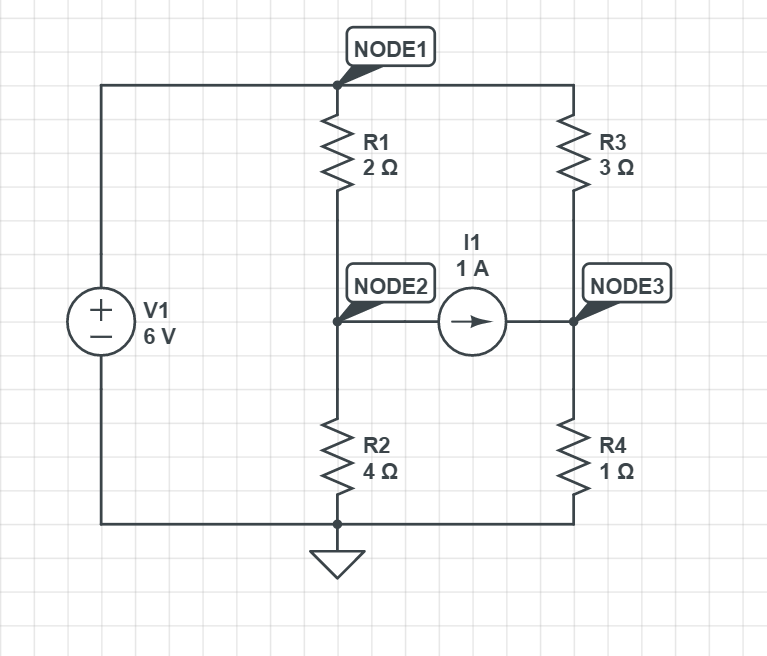 NODE1
R1
2 Ω
R3
3 Ω
I1
1 A
NODE2
NODE3
V1
6 V
R2
4 Ω
R4
1 Ω